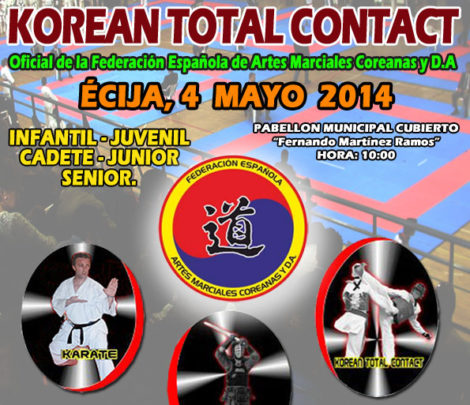 KOREAN TOTAL CONTACT
Oficial de la Federación Española de Artes Marciales Coreanas y D.A
ÉCIJA, 4 MAYO 2014
INFANTIL - JUVENIL
CADETE - JUNIOR
SENIOR.
PABELLON MUNICIPAL CUBIERTO
"Fernando Martínez Ramos"
HORA: 10:00
FEDERACIÓN ESPAÑOLA
道
ARTES MARCIALES COREANAS Y D.A.
KARATE
KOREAN TOTAL CONTACT